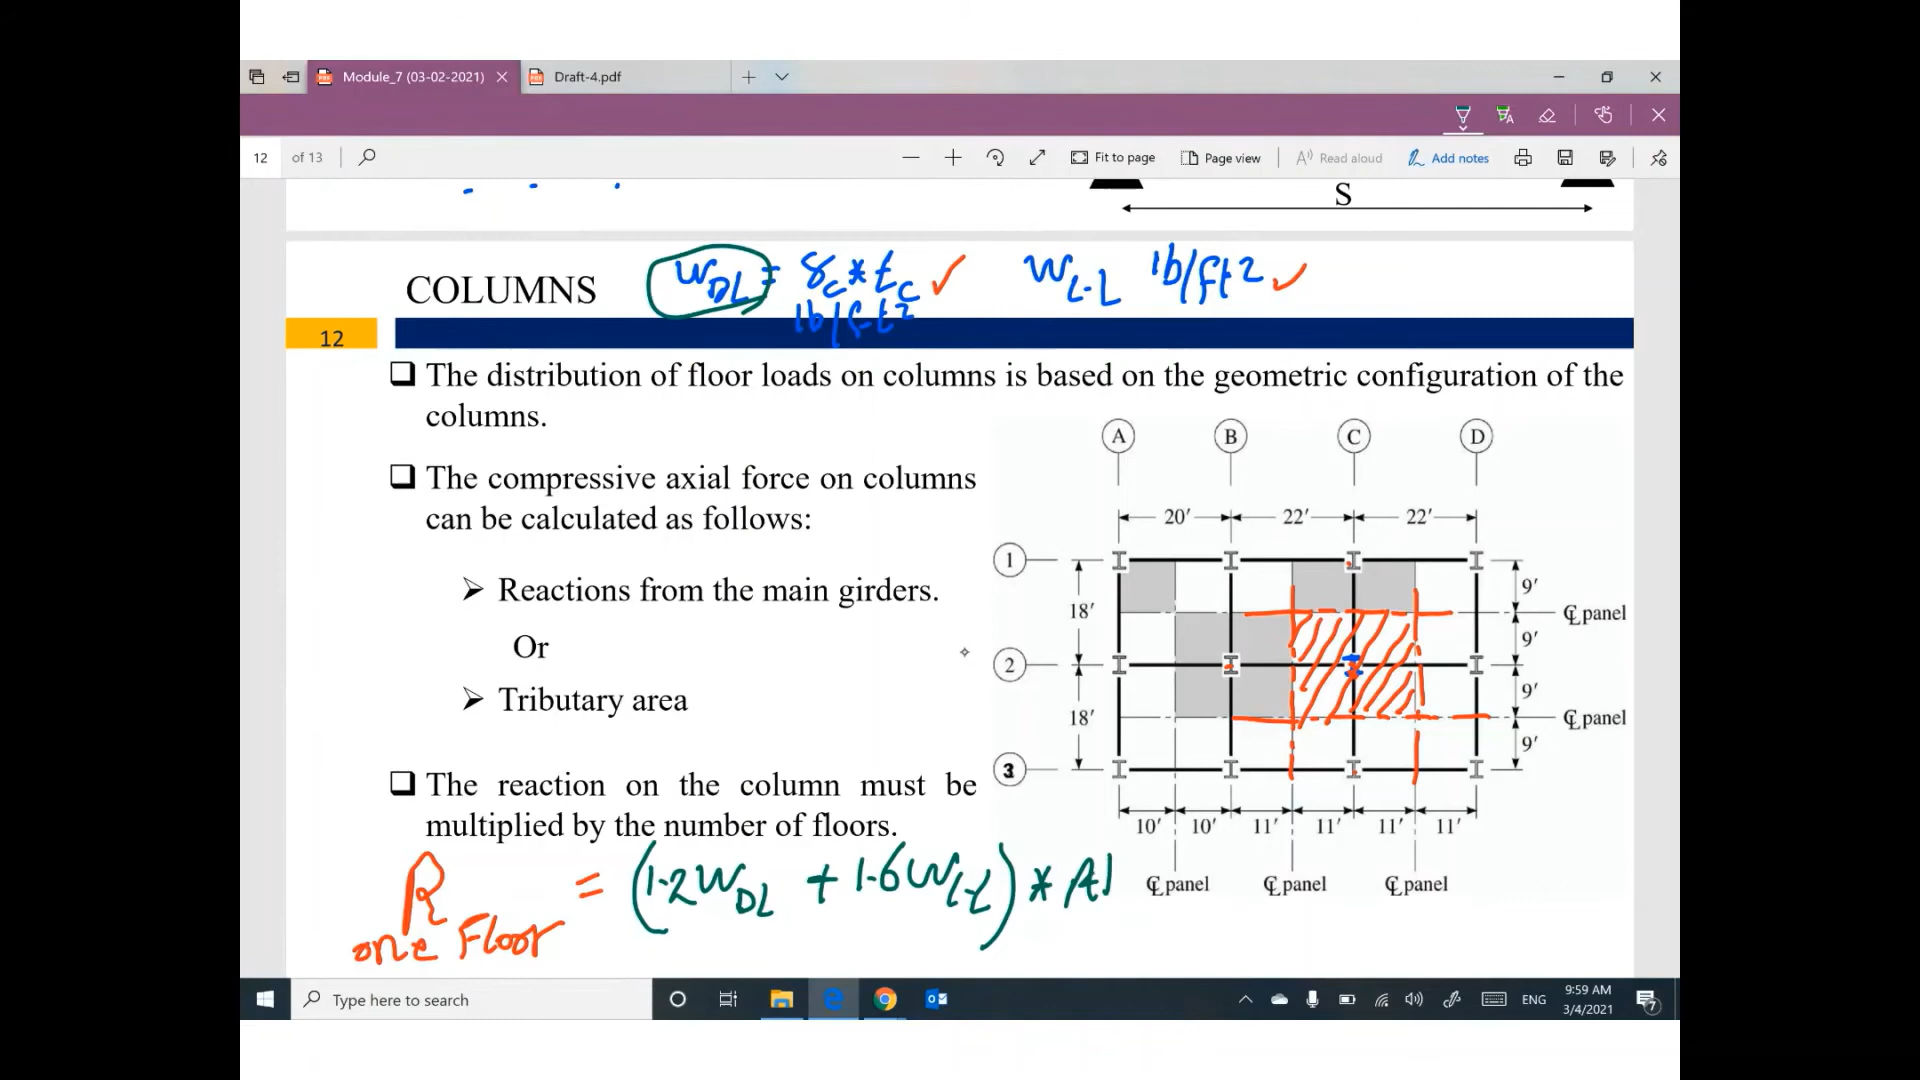 Module_7 (03-02-2021)
Draft-4.pdf
12 of 13
Fit to page
Page view
Read aloud
Add notes
S
COLUMNS
W_DL = γc * tc
lb/ft2
W_L-L lb/ft2
12
❑ The distribution of floor loads on columns is based on the geometric configuration of the
columns.
❑ The compressive axial force on columns
can be calculated as follows:
➢ Reactions from the main girders.
Or
➢ Tributary area
❑ The reaction on the column must be
multiplied by the number of floors.
A B C D
20′ 22′ 22′
1
9′
18′
℄ panel
9′
2
9′
18′
℄ panel
9′
3
10′ 10′ 11′ 11′ 11′ 11′
℄ panel ℄ panel ℄ panel
R = (1.2W_DL + 1.6W_L-L) * A
one Floor
Type here to search
ENG
9:59 AM
3/4/2021
7